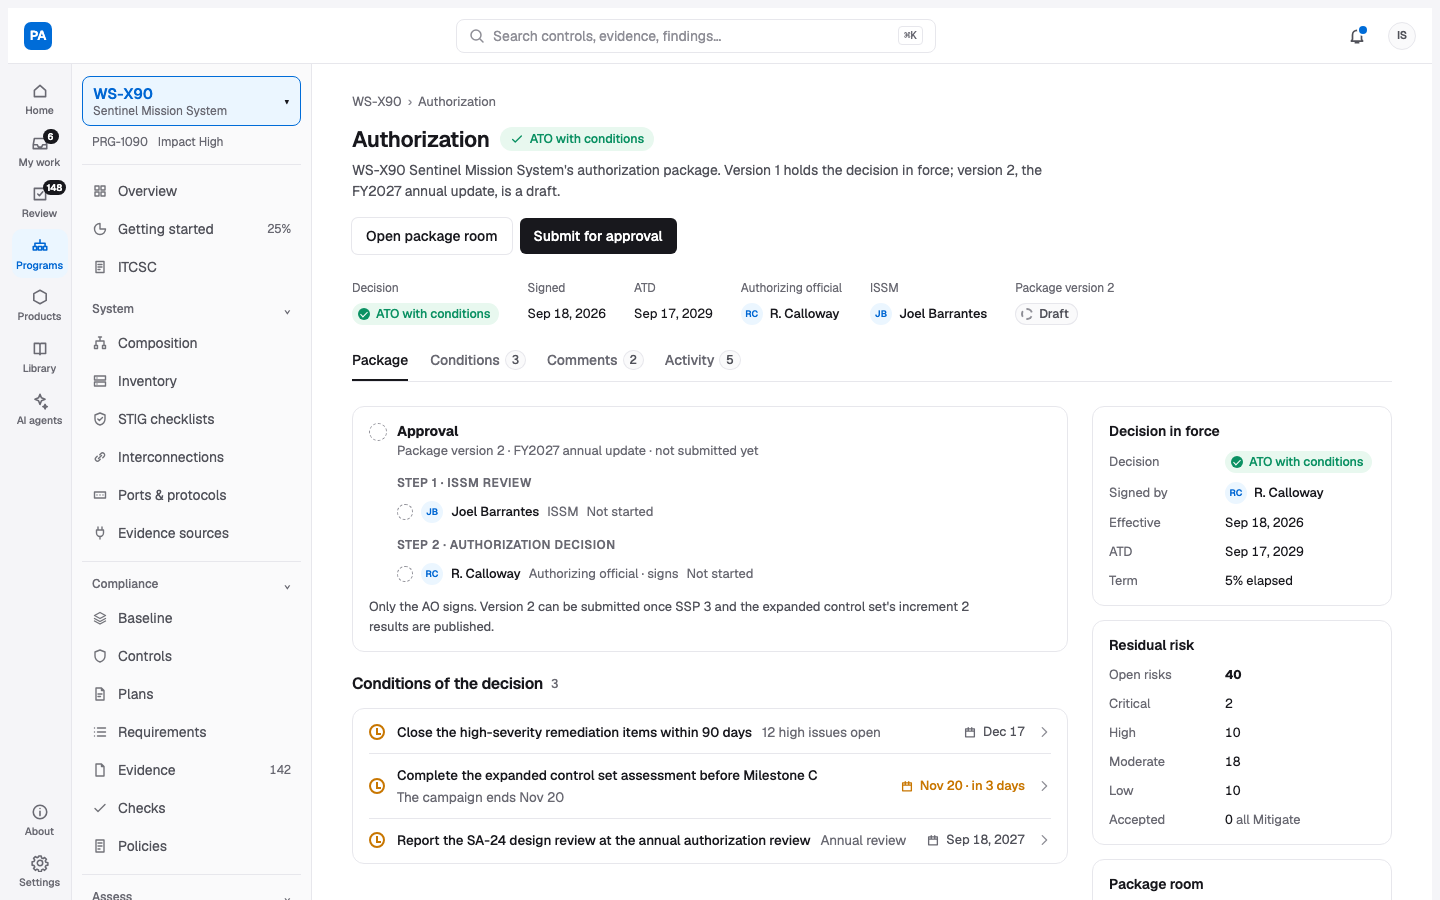 PA
Search controls, evidence, findings...
⌘K
IS
Home
6
My work
148
Review
Programs
Products
Library
AI agents
About
Settings
WS-X90
Sentinel Mission System
PRG-1090 Impact High
Overview
Getting started 25%
ITCSC
System
Composition
Inventory
STIG checklists
Interconnections
Ports & protocols
Evidence sources
Compliance
Baseline
Controls
Plans
Requirements
Evidence 142
Checks
Policies
Assess
WS-X90 › Authorization
Authorization ATO with conditions
WS-X90 Sentinel Mission System's authorization package. Version 1 holds the decision in force; version 2, the
FY2027 annual update, is a draft.
Open package room Submit for approval
Decision Signed ATD Authorizing official ISSM Package version 2
ATO with conditions Sep 18, 2026 Sep 17, 2029 RC R. Calloway JB Joel Barrantes Draft
Package Conditions 3 Comments 2 Activity 5
Approval
Package version 2 · FY2027 annual update · not submitted yet
STEP 1 · ISSM REVIEW
JB Joel Barrantes ISSM Not started
STEP 2 · AUTHORIZATION DECISION
RC R. Calloway Authorizing official · signs Not started
Only the AO signs. Version 2 can be submitted once SSP 3 and the expanded control set's increment 2
results are published.
Conditions of the decision 3
Close the high-severity remediation items within 90 days 12 high issues open Dec 17
Complete the expanded control set assessment before Milestone C
The campaign ends Nov 20
Nov 20 · in 3 days
Report the SA-24 design review at the annual authorization review Annual review Sep 18, 2027
Decision in force
Decision ATO with conditions
Signed by RC R. Calloway
Effective Sep 18, 2026
ATD Sep 17, 2029
Term 5% elapsed
Residual risk
Open risks 40
Critical 2
High 10
Moderate 18
Low 10
Accepted 0 all Mitigate
Package room